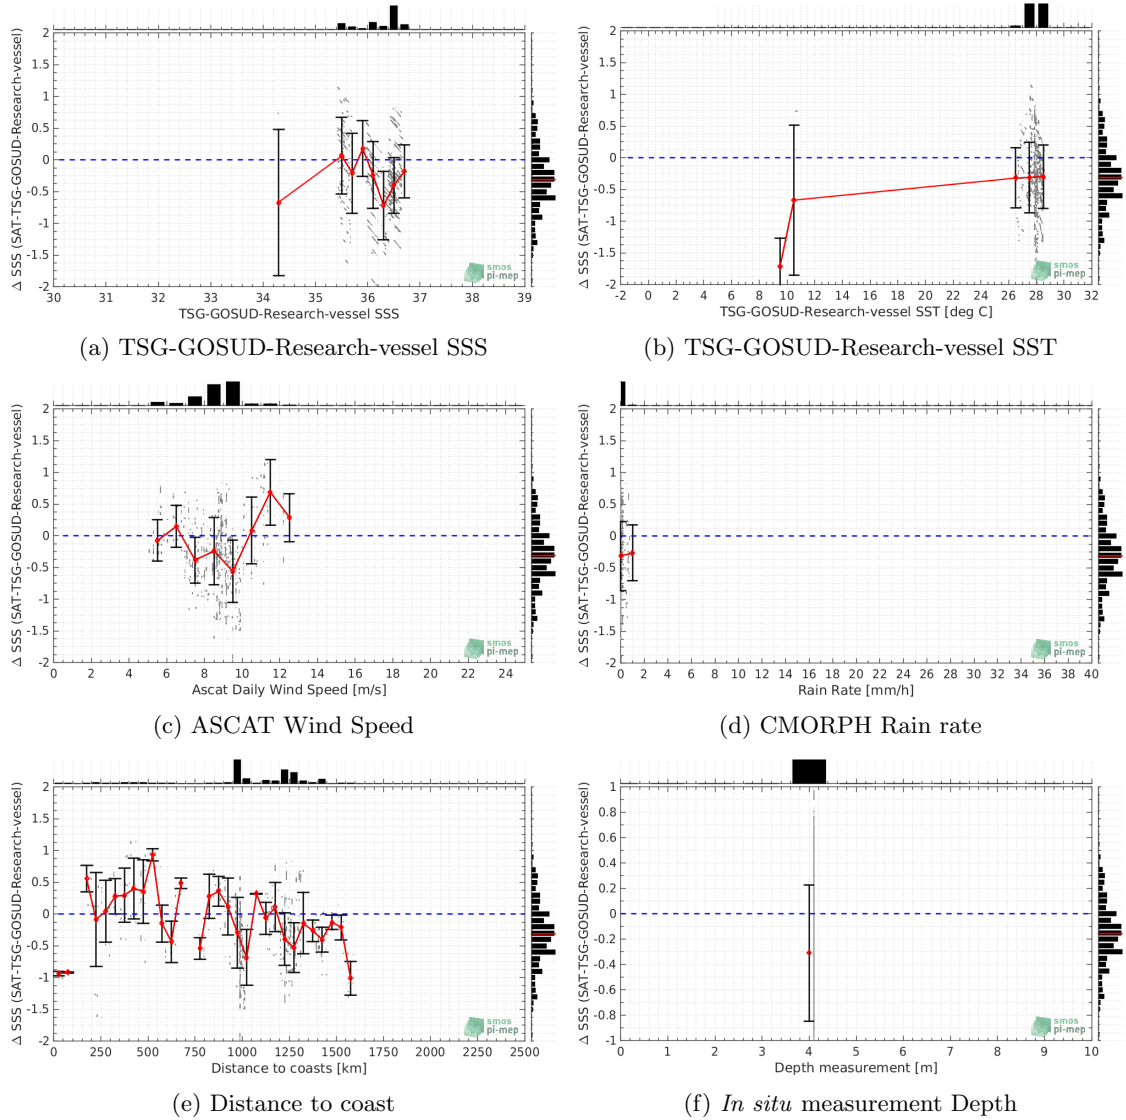 Δ SSS (SAT-TSG-GOSUD-Research-vessel)
2
1.5
1
0.5
0
-0.5
-1
-1.5
-2
30 31 32 33 34 35 36 37 38 39
TSG-GOSUD-Research-vessel SSS
smos
pi-mep
(a) TSG-GOSUD-Research-vessel SSS
Δ SSS (SAT-TSG-GOSUD-Research-vessel)
2
1.5
1
0.5
0
-0.5
-1
-1.5
-2
-2 0 2 4 6 8 10 12 14 16 18 20 22 24 26 28 30 32
TSG-GOSUD-Research-vessel SST [deg C]
smos
pi-mep
(b) TSG-GOSUD-Research-vessel SST
Δ SSS (SAT-TSG-GOSUD-Research-vessel)
2
1.5
1
0.5
0
-0.5
-1
-1.5
-2
0 2 4 6 8 10 12 14 16 18 20 22 24
Ascat Daily Wind Speed [m/s]
smos
pi-mep
(c) ASCAT Wind Speed
Δ SSS (SAT-TSG-GOSUD-Research-vessel)
2
1.5
1
0.5
0
-0.5
-1
-1.5
-2
0 2 4 6 8 10 12 14 16 18 20 22 24 26 28 30 32 34 36 38 40
Rain Rate [mm/h]
smos
pi-mep
(d) CMORPH Rain rate
Δ SSS (SAT-TSG-GOSUD-Research-vessel)
2
1.5
1
0.5
0
-0.5
-1
-1.5
-2
0 250 500 750 1000 1250 1500 1750 2000 2250 2500
Distance to coasts [km]
smos
pi-mep
(e) Distance to coast
Δ SSS (SAT-TSG-GOSUD-Research-vessel)
1
0.8
0.6
0.4
0.2
0
-0.2
-0.4
-0.6
-0.8
-1
0 1 2 3 4 5 6 7 8 9 10
Depth measurement [m]
smos
pi-mep
(f) In situ measurement Depth